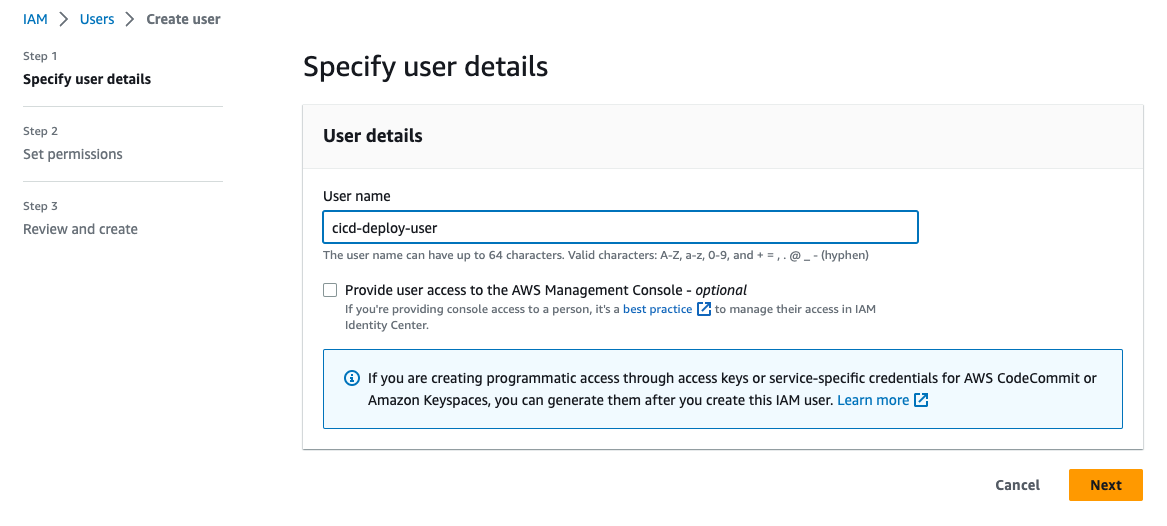 IAM > Users > Create user
Step 1
Specify user details
Step 2
Set permissions
Step 3
Review and create
Specify user details
User details
User name
cicd-deploy-user
The user name can have up to 64 characters. Valid characters: A-Z, a-z, 0-9, and + = , . @ _ - (hyphen)
Provide user access to the AWS Management Console - optional
If you're providing console access to a person, it's a best practice to manage their access in IAM
Identity Center.
If you are creating programmatic access through access keys or service-specific credentials for AWS CodeCommit or
Amazon Keyspaces, you can generate them after you create this IAM user. Learn more
Cancel
Next